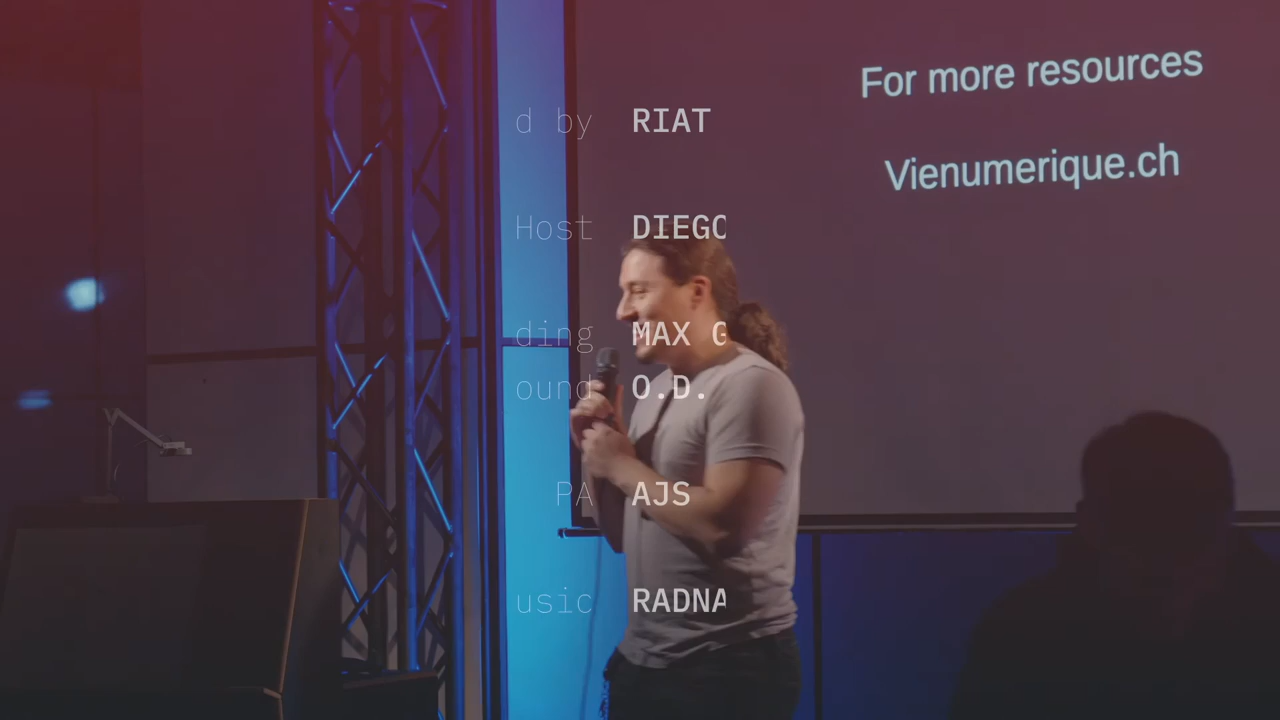 For more resources
Vienumerique.ch
d by RIAT
Host DIEGO
ding MAX G
ound O.D.
PA AJS
usic RADNA